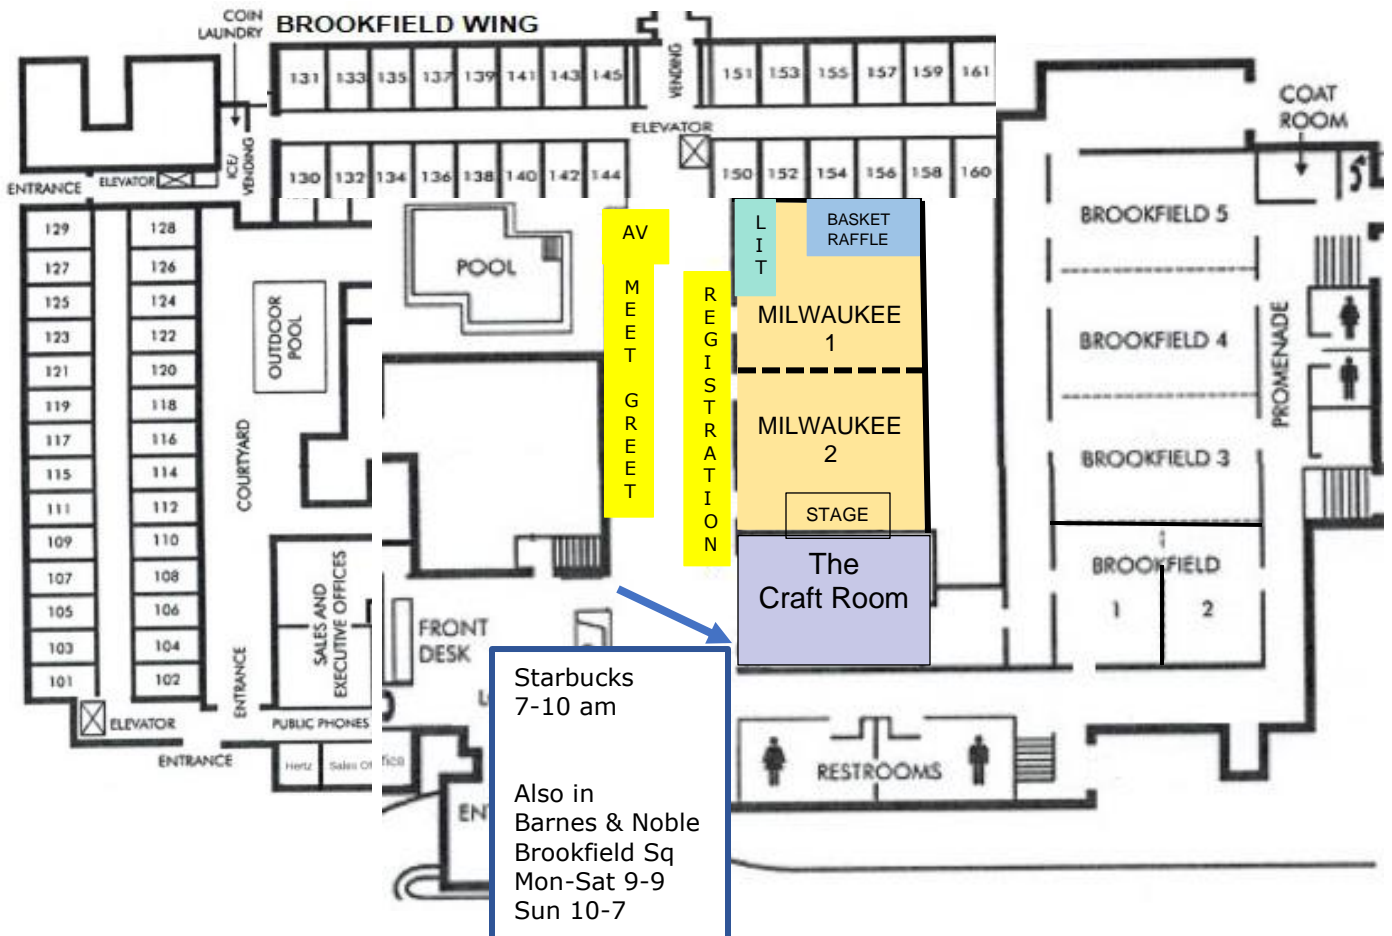 COIN
LAUNDRY
BROOKFIELD WING
131 133 135 137 139 141 143 145
VENDING
151 153 155 157 159 161
ELEVATOR
COAT
ROOM
ICE/
VENDING
ENTRANCE
ELEVATOR
130 132 134 136 138 140 142 144
150 152 154 156 158 160
129 128
127 126
125 124
123 122
121 120
119 118
117 116
115 114
111 112
109 110
107 108
105 106
103 104
101 102
COURTYARD
OUTDOOR
POOL
POOL
AV
MEET GREET
REGISTRATION
LIT
BASKET
RAFFLE
MILWAUKEE
1
MILWAUKEE
2
STAGE
The
Craft Room
BROOKFIELD 5
BROOKFIELD 4
BROOKFIELD 3
BROOKFIELD
1 2
PROMENADE
SALES AND
EXECUTIVE OFFICES
FRONT
DESK
ENTRANCE
ELEVATOR
PUBLIC PHONES
ENTRANCE
Hertz
Sales
RESTROOMS
Starbucks
7-10 am
Also in
Barnes & Noble
Brookfield Sq
Mon-Sat 9-9
Sun 10-7